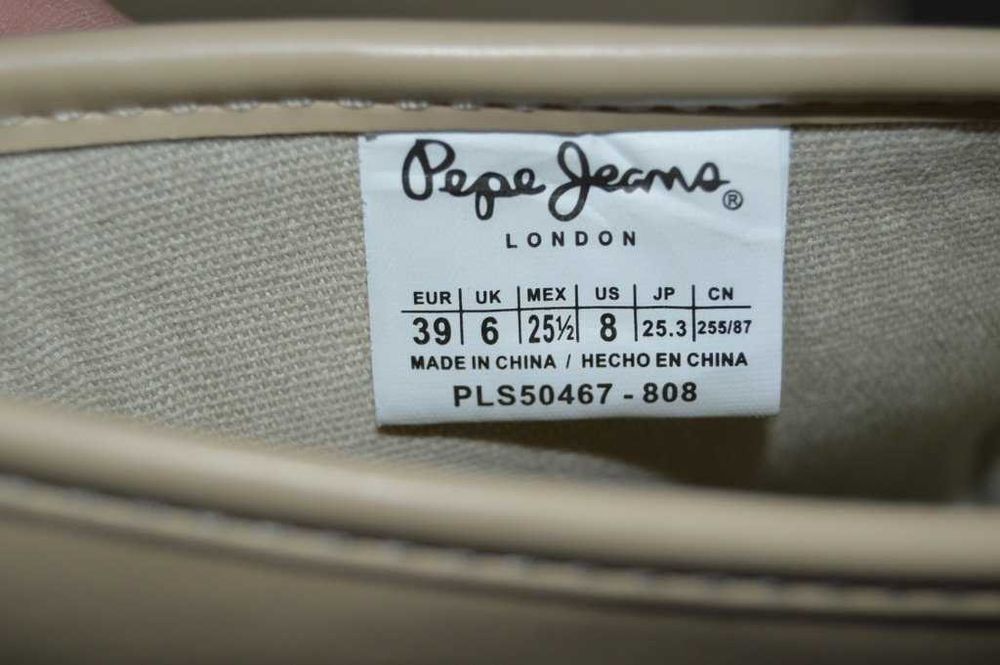 Pepe Jeans®
LONDON
EUR UK MEX US JP CN
39 6 25½ 8 25.3 255/87
MADE IN CHINA / HECHO EN CHINA
PLS50467 - 808